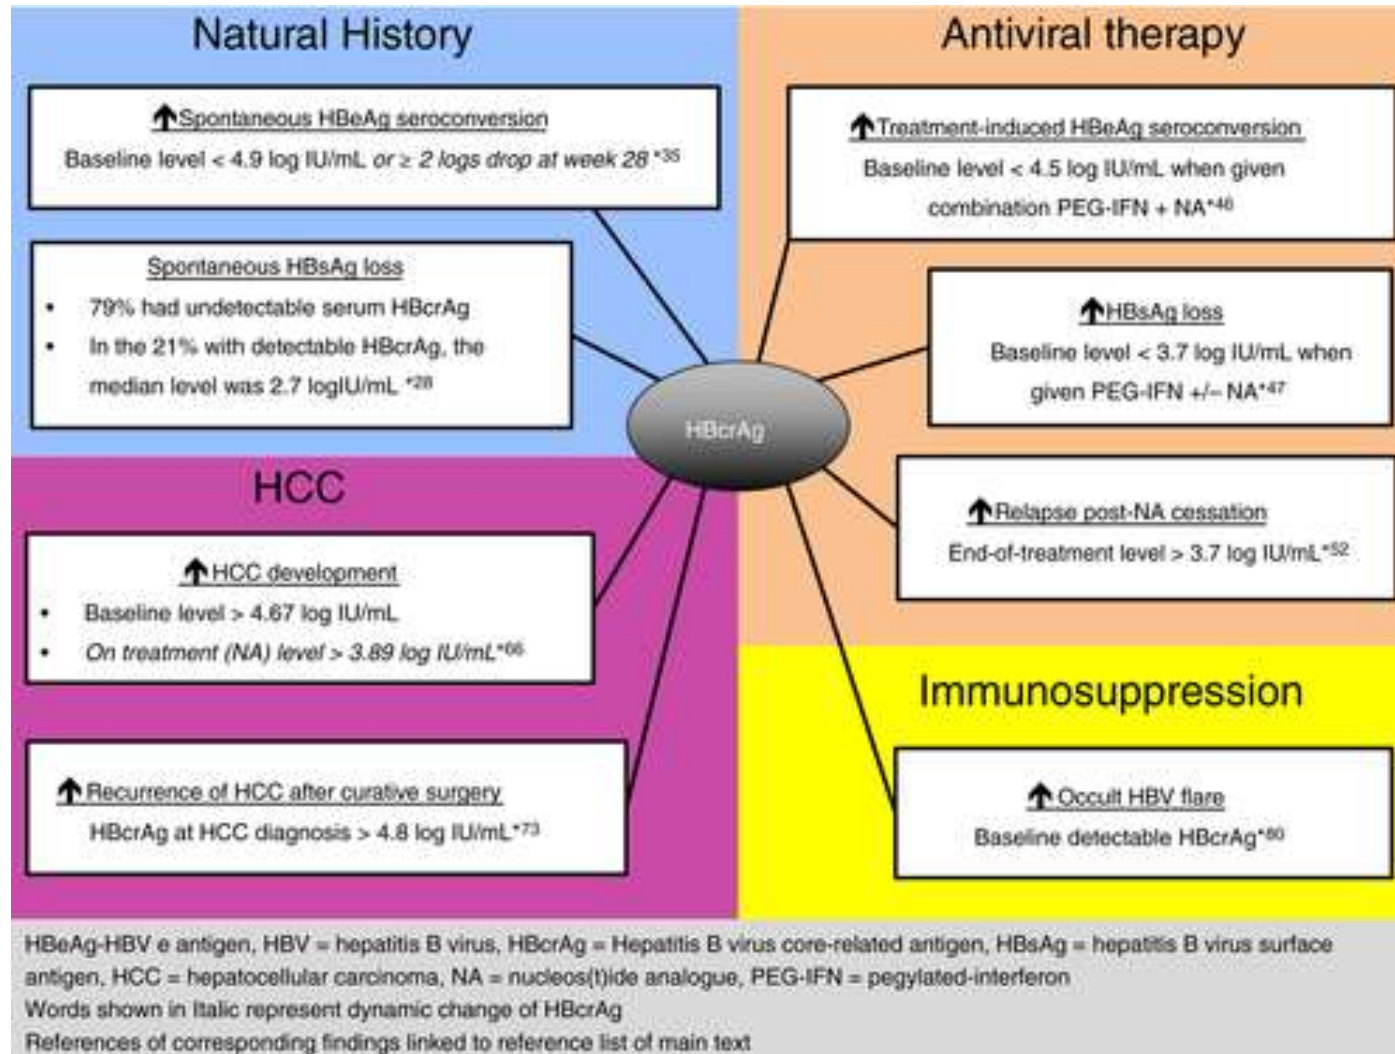 Natural History
↑Spontaneous HBeAg seroconversion
Baseline level < 4.9 log IU/mL or ≥ 2 logs drop at week 28 *35
Spontaneous HBsAg loss
• 79% had undetectable serum HBcrAg
• In the 21% with detectable HBcrAg, the
median level was 2.7 logIU/mL *28
HCC
↑HCC development
• Baseline level > 4.67 log IU/mL
• On treatment (NA) level > 3.89 log IU/mL*66
↑Recurrence of HCC after curative surgery
HBcrAg at HCC diagnosis > 4.8 log IU/mL*73
HBcrAg
Antiviral therapy
↑Treatment-induced HBeAg seroconversion
Baseline level < 4.5 log IU/mL when given
combination PEG-IFN + NA*46
↑HBsAg loss
Baseline level < 3.7 log IU/mL when
given PEG-IFN +/– NA*47
↑Relapse post-NA cessation
End-of-treatment level > 3.7 log IU/mL*52
Immunosuppression
↑Occult HBV flare
Baseline detectable HBcrAg*80
HBeAg-HBV e antigen, HBV = hepatitis B virus, HBcrAg = Hepatitis B virus core-related antigen, HBsAg = hepatitis B virus surface
antigen, HCC = hepatocellular carcinoma, NA = nucleos(t)ide analogue, PEG-IFN = pegylated-interferon
Words shown in Italic represent dynamic change of HBcrAg
References of corresponding findings linked to reference list of main text